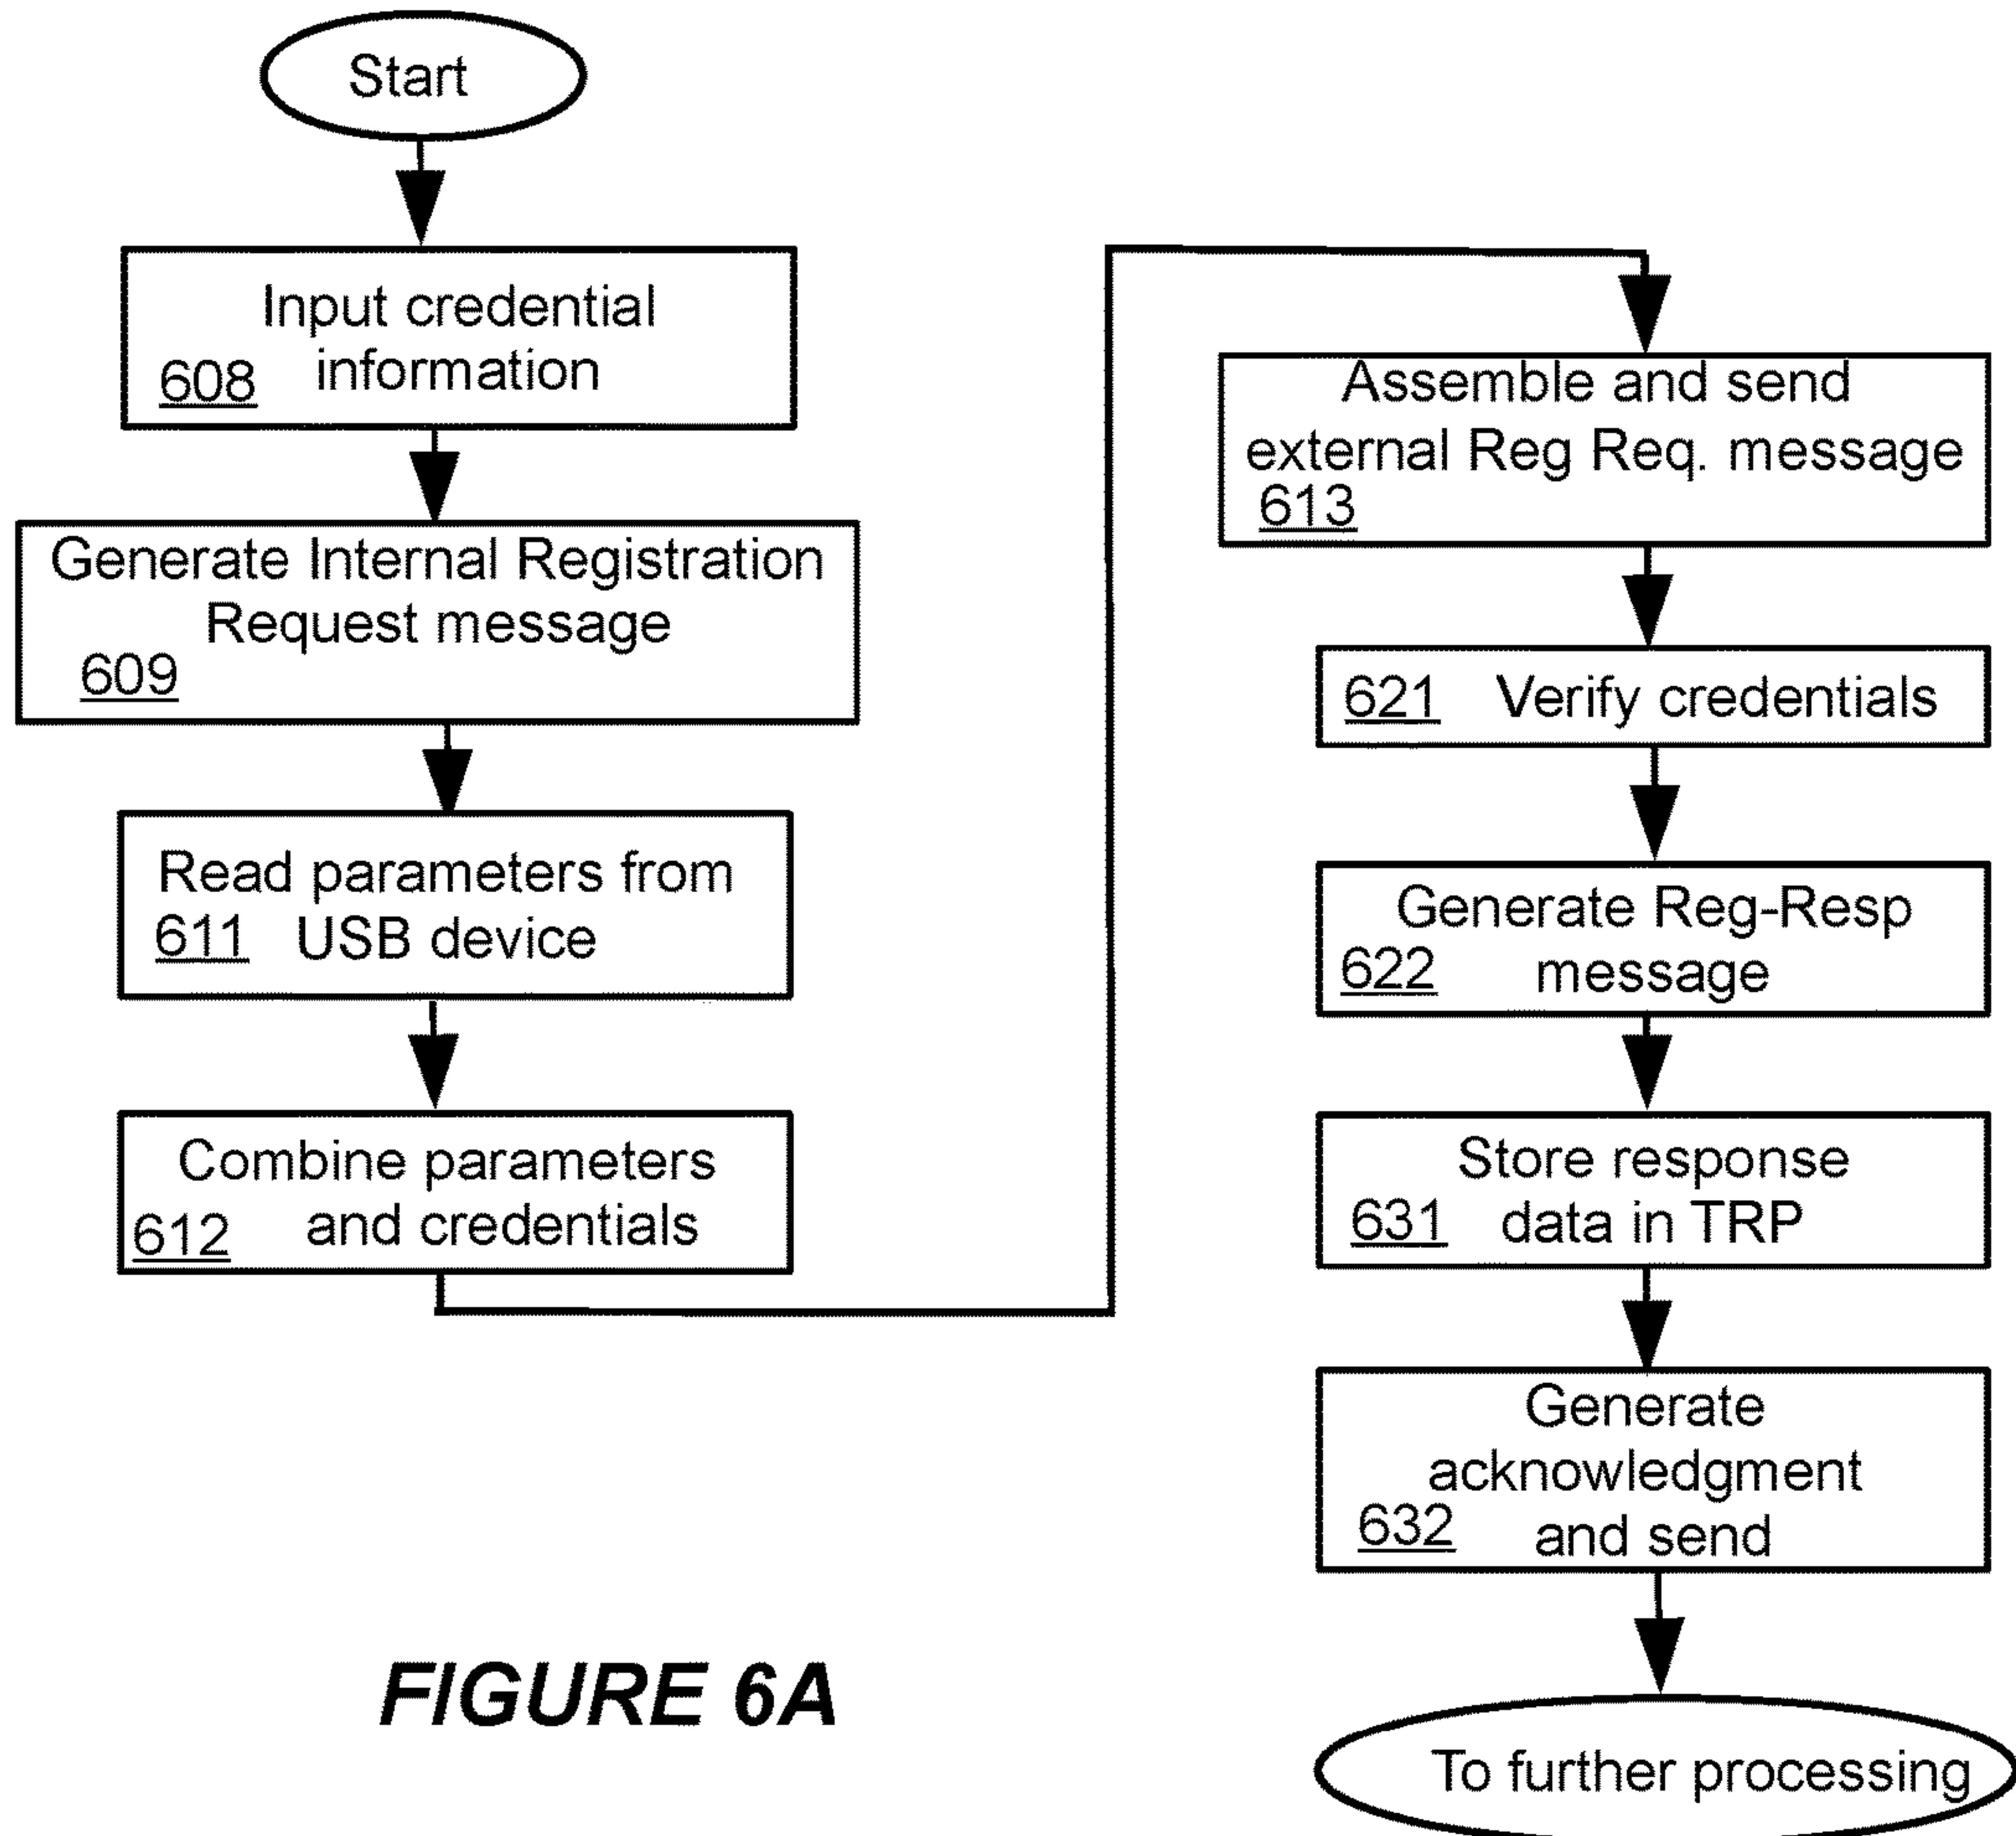 Start
Input credential
information
608
Generate Internal Registration
Request message
609
Read parameters from
611 USB device
Combine parameters
and credentials
612
Assemble and send
external Reg Req. message
613
621 Verify credentials
Generate Reg-Resp
622 message
Store response
631 data in TRP
Generate
acknowledgment
632 and send
To further processing
FIGURE 6A